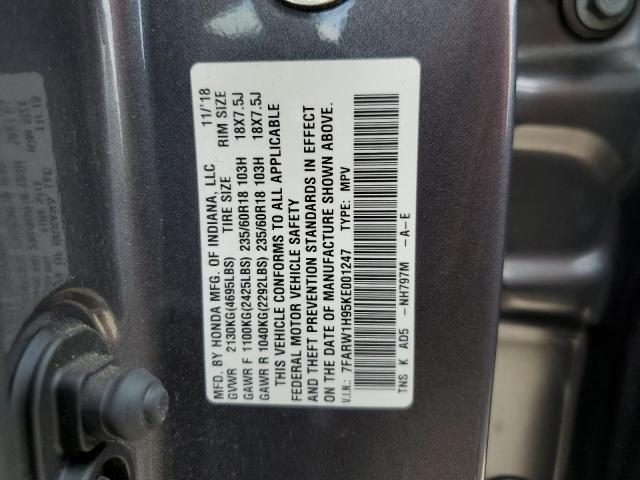 MFD. BY HONDA MFG. OF INDIANA, LLC 11/'18
GVWR 2130KG(4695LBS) TIRE SIZE RIM SIZE
GAWR F 1100KG(2425LBS) 235/60R18 103H 18X7.5J
GAWR R 1040KG(2292LBS) 235/60R18 103H 18X7.5J
THIS VEHICLE CONFORMS TO ALL APPLICABLE
FEDERAL MOTOR VEHICLE SAFETY
AND THEFT PREVENTION STANDARDS IN EFFECT
ON THE DATE OF MANUFACTURE SHOWN ABOVE.
V.I.N.: 7FARW1H95KE001247 TYPE: MPV
TNS K AD5 -NH797M -A-E